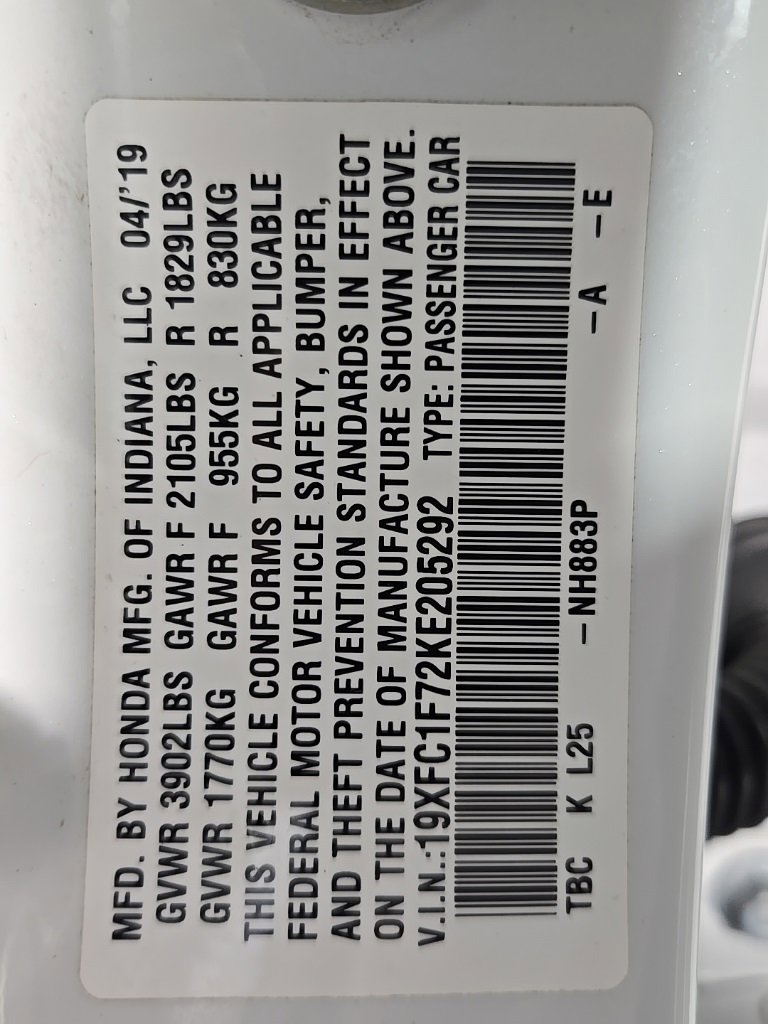 MFD. BY HONDA MFG. OF INDIANA, LLC 04/'19
GVWR 3902LBS GAWR F 2105LBS R 1829LBS
GVWR 1770KG GAWR F 955KG R 830KG
THIS VEHICLE CONFORMS TO ALL APPLICABLE
FEDERAL MOTOR VEHICLE SAFETY, BUMPER,
AND THEFT PREVENTION STANDARDS IN EFFECT
ON THE DATE OF MANUFACTURE SHOWN ABOVE.
V.I.N.:19XFC1F72KE205292 TYPE: PASSENGER CAR
TBC K L25 –NH883P –A –E